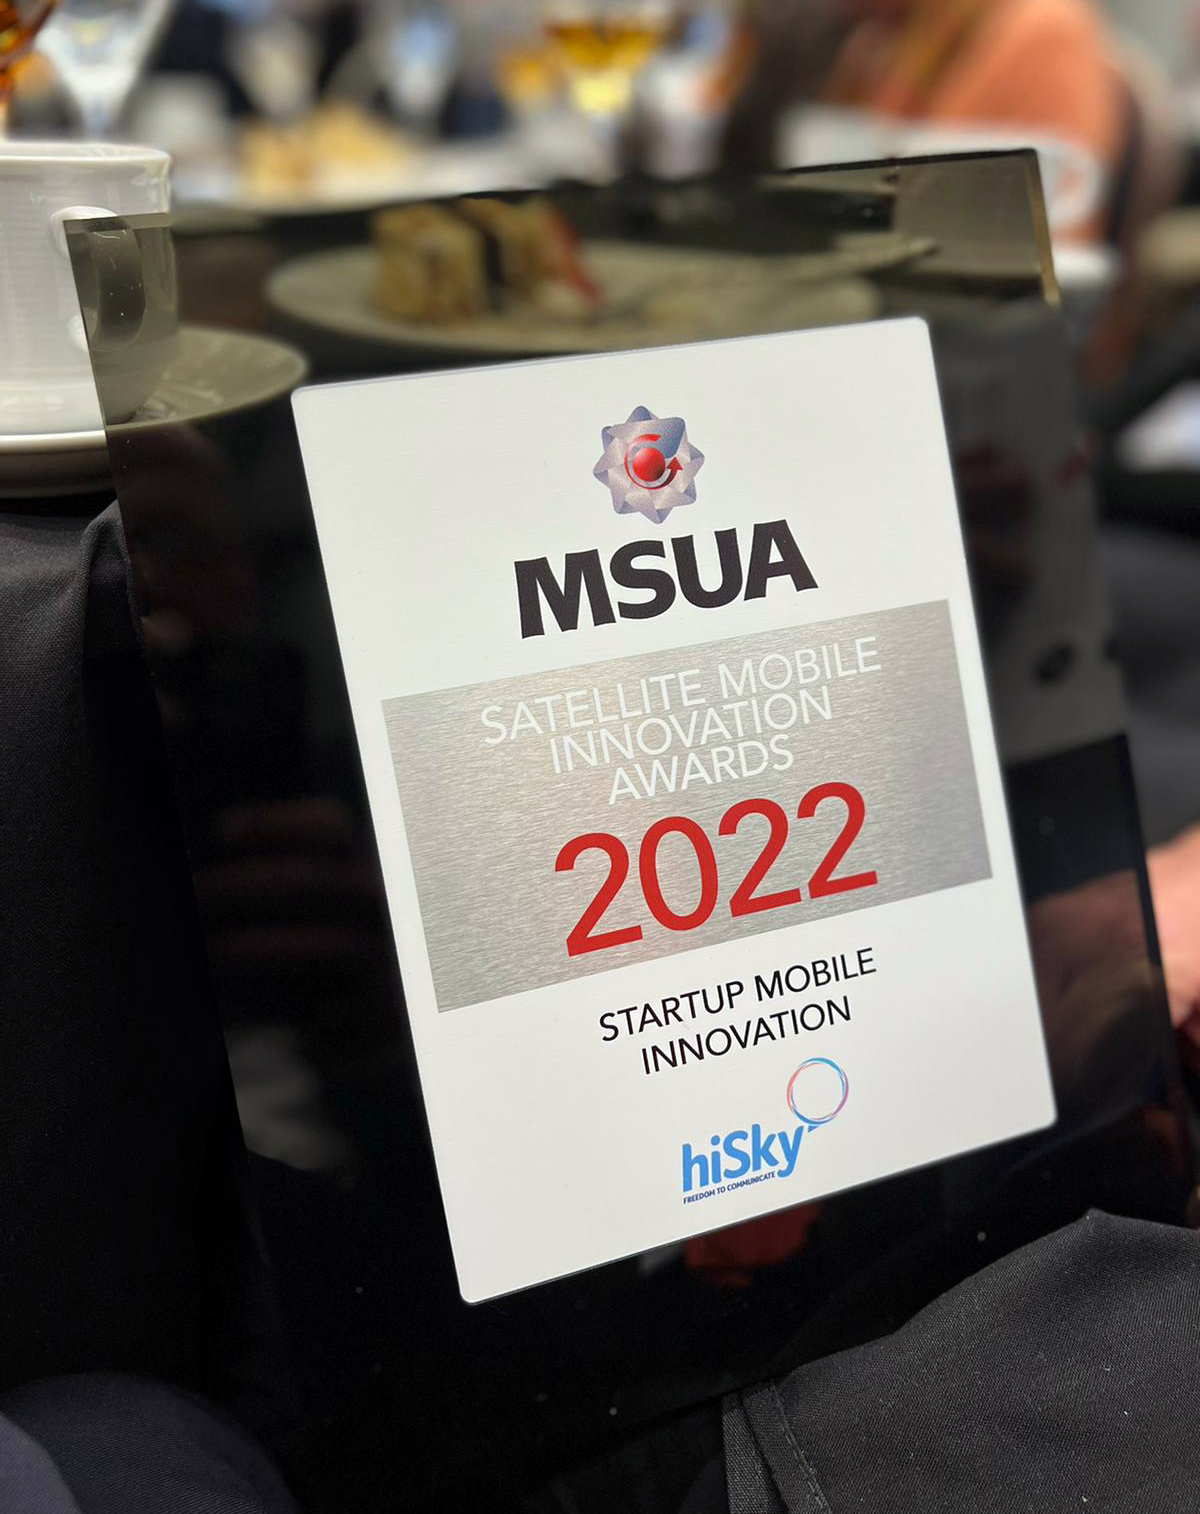 MSUA
SATELLITE MOBILE
INNOVATION
AWARDS
2022
STARTUP MOBILE
INNOVATION
hiSky
FREEDOM TO COMMUNICATE